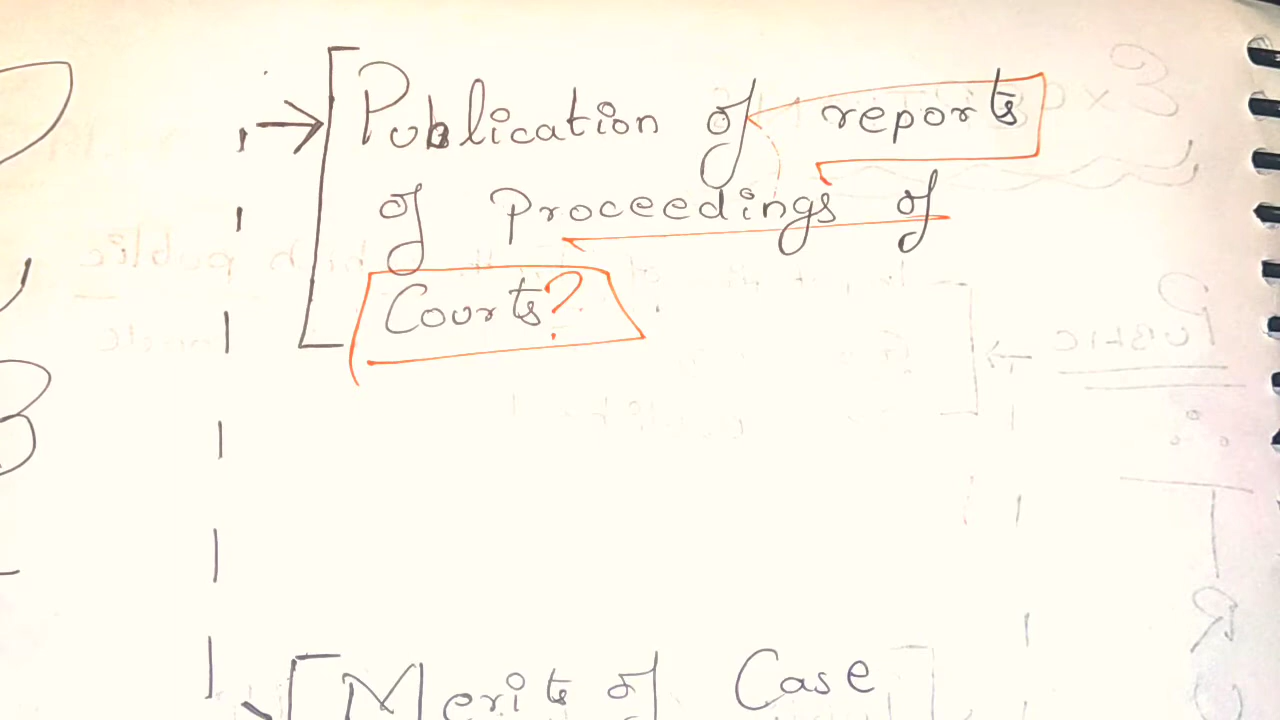 Publication of reports
of Proceedings of
Courts?
Merits of Case